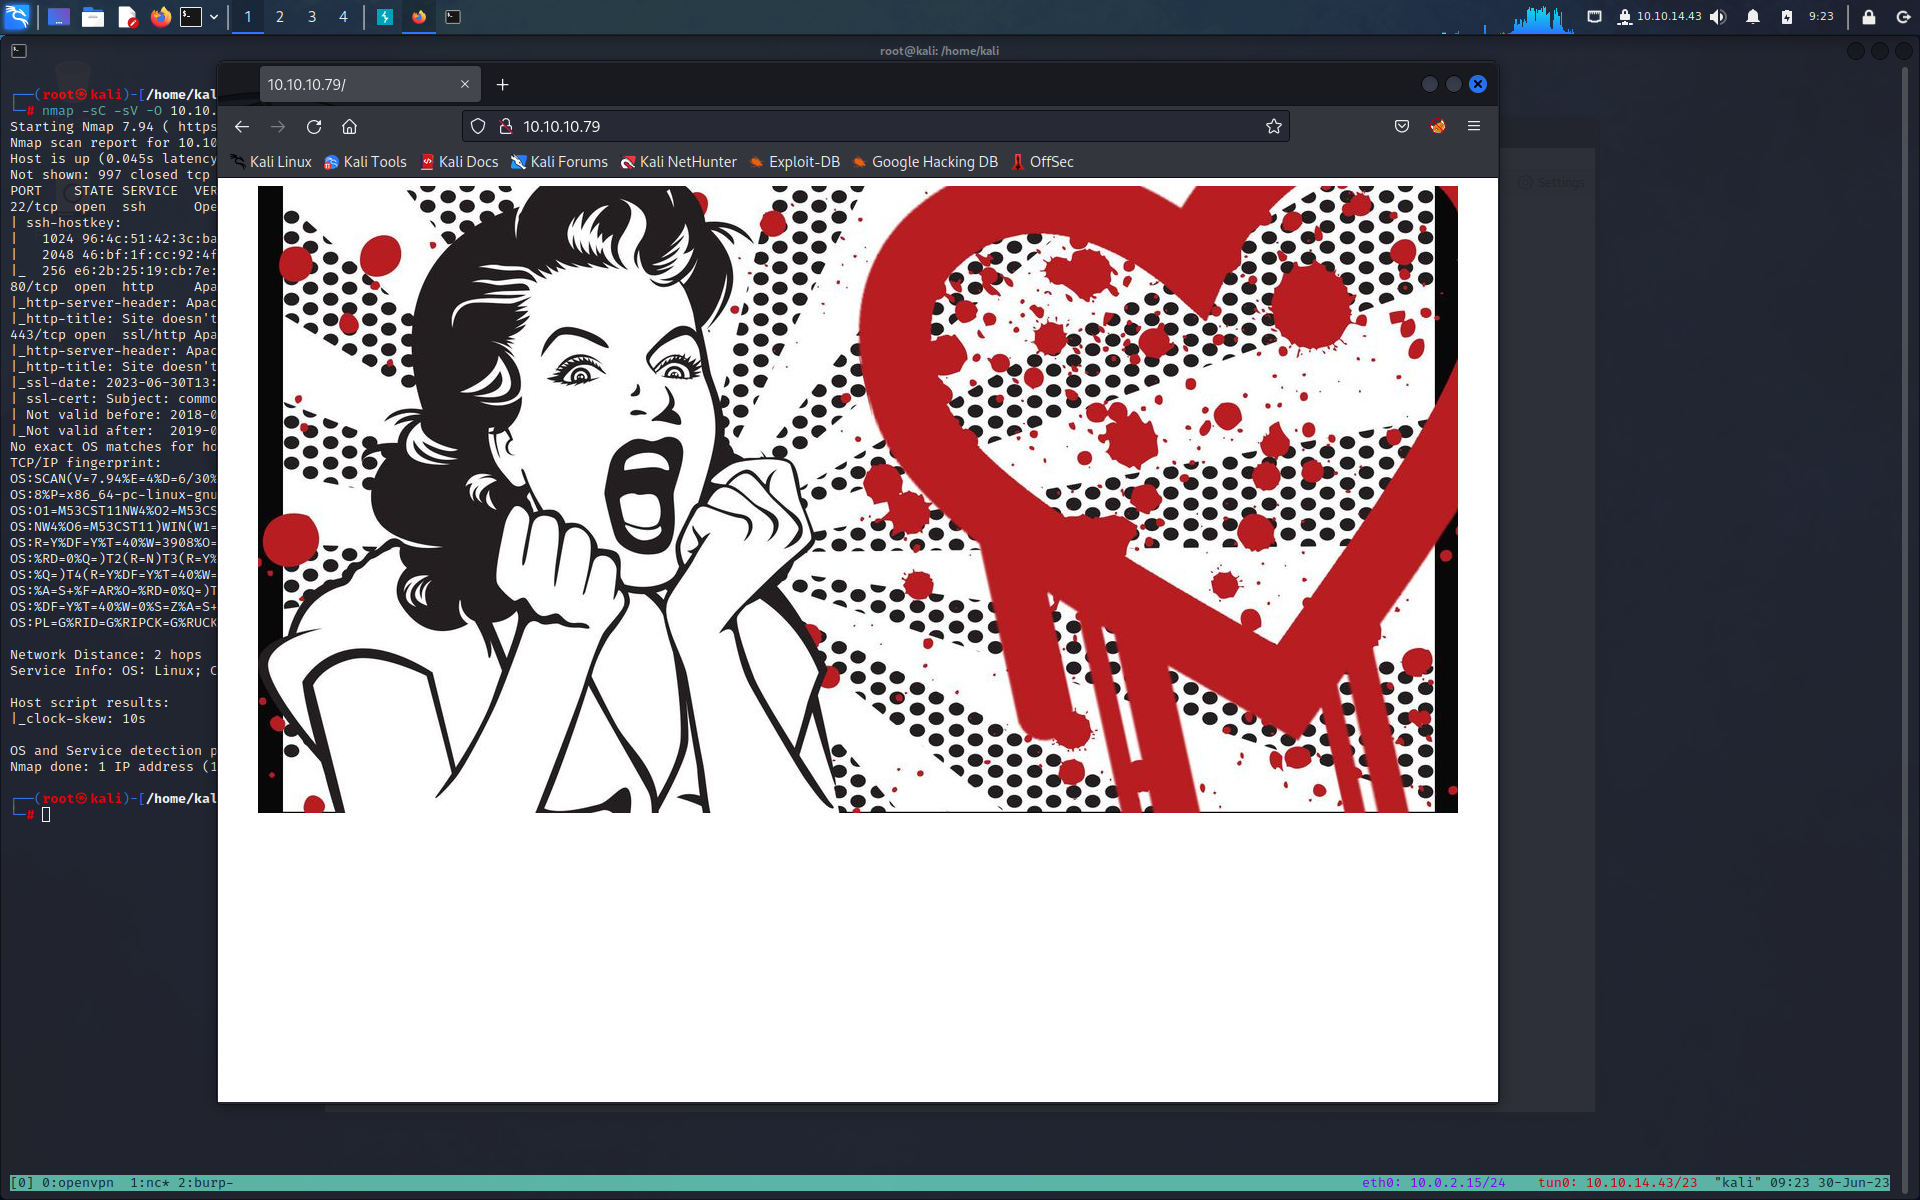 1 2 3 4 10.10.14.43 9:23
root@kali: /home/kali
10.10.10.79/
10.10.10.79
Kali Linux Kali Tools Kali Docs Kali Forums Kali NetHunter Exploit-DB Google Hacking DB OffSec
Settings
┌──(root㉿kali)-[/home/kal
└─# nmap -sC -sV -O 10.10.
Starting Nmap 7.94 ( https
Nmap scan report for 10.10
Host is up (0.045s latency
Not shown: 997 closed tcp
PORT    STATE SERVICE  VER
22/tcp  open  ssh      Ope
| ssh-hostkey:
|   1024 96:4c:51:42:3c:ba
|   2048 46:bf:1f:cc:92:4f
|_  256 e6:2b:25:19:cb:7e:
80/tcp  open  http     Apa
|_http-server-header: Apac
|_http-title: Site doesn't
443/tcp open  ssl/http Apa
|_http-server-header: Apac
|_http-title: Site doesn't
|_ssl-date: 2023-06-30T13:
| ssl-cert: Subject: commo
| Not valid before: 2018-0
|_Not valid after:  2019-0
No exact OS matches for ho
TCP/IP fingerprint:
OS:SCAN(V=7.94%E=4%D=6/30%
OS:8%P=x86_64-pc-linux-gnu
OS:O1=M53CST11NW4%O2=M53CS
OS:NW4%O6=M53CST11)WIN(W1=
OS:R=Y%DF=Y%T=40%W=3908%O=
OS:%RD=0%Q=)T2(R=N)T3(R=Y%
OS:%Q=)T4(R=Y%DF=Y%T=40%W=
OS:%A=S+%F=AR%O=%RD=0%Q=)T
OS:%DF=Y%T=40%W=0%S=Z%A=S+
OS:PL=G%RID=G%RIPCK=G%RUCK
Network Distance: 2 hops
Service Info: OS: Linux; C
Host script results:
|_clock-skew: 10s
OS and Service detection p
Nmap done: 1 IP address (1
┌──(root㉿kali)-[/home/kal
└─#
[0] 0:openvpn  1:nc* 2:burp- eth0: 10.0.2.15/24 tun0: 10.10.14.43/23 "kali" 09:23 30-Jun-23